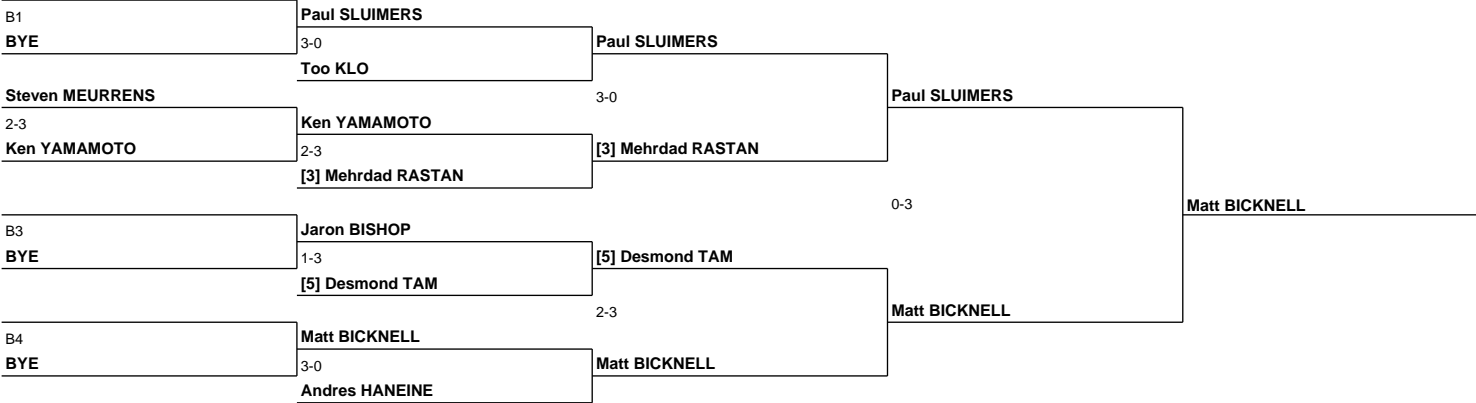 B1
BYE
Steven MEURRENS
2-3
Ken YAMAMOTO
B3
BYE
B4
BYE
Paul SLUIMERS
3-0
Too KLO
Ken YAMAMOTO
2-3
[3] Mehrdad RASTAN
Jaron BISHOP
1-3
[5] Desmond TAM
Matt BICKNELL
3-0
Andres HANEINE
Paul SLUIMERS
3-0
[3] Mehrdad RASTAN
[5] Desmond TAM
2-3
Matt BICKNELL
Paul SLUIMERS
0-3
Matt BICKNELL
Matt BICKNELL